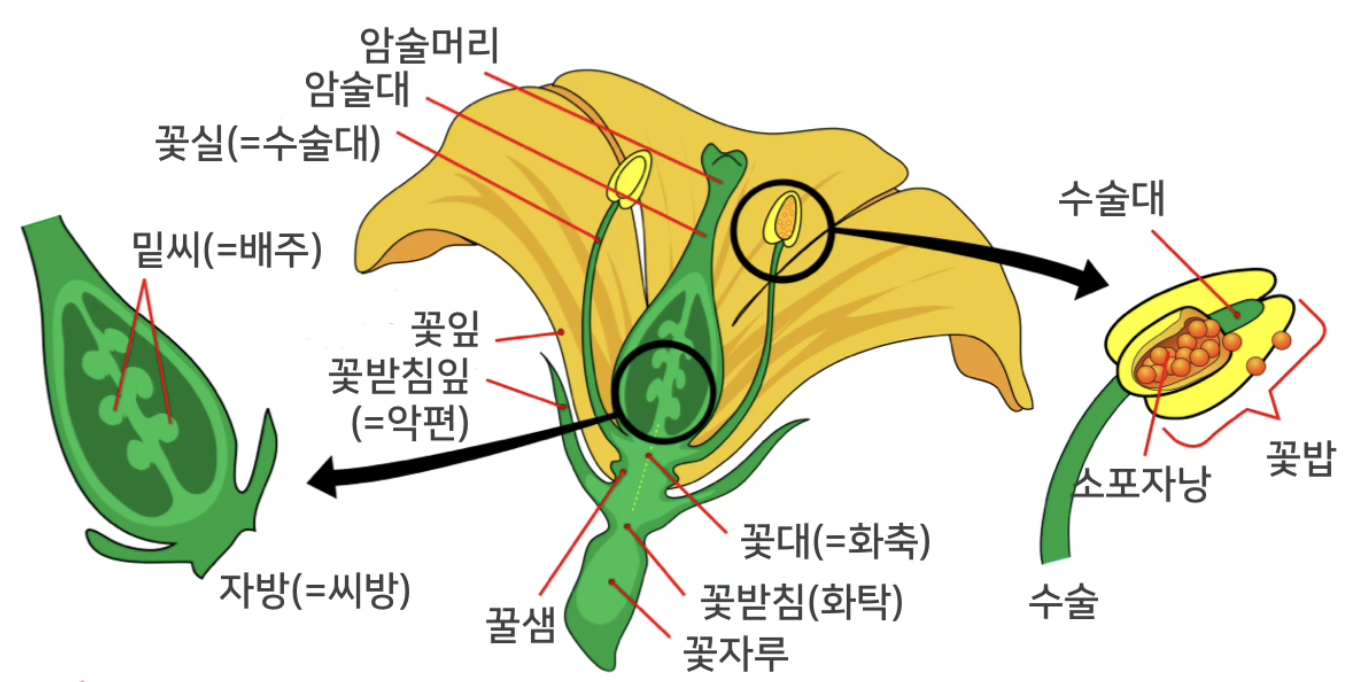 암술머리
암술대
꽃실(=수술대)
수술대
밑씨(=배주)
꽃잎
꽃받침잎
(=악편)
꽃밥
소포자낭
꽃대(=화축)
자방(=씨방)
꽃받침(화탁)
수술
꿀샘
꽃자루